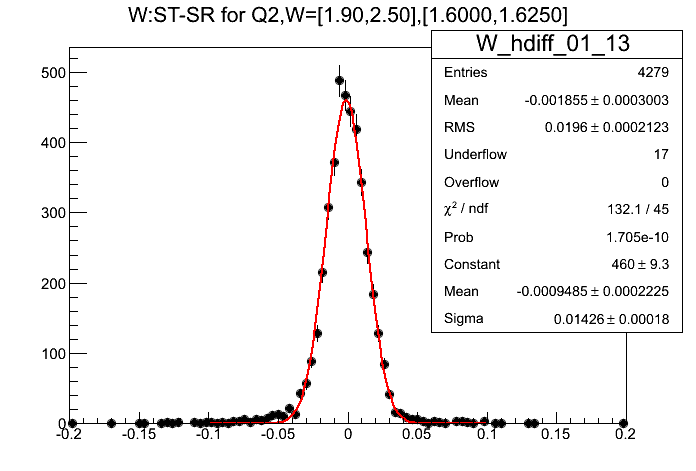 W:ST-SR for Q2,W=[1.90,2.50],[1.6000,1.6250]
W_hdiff_01_13
Entries 4279
Mean -0.001855 ± 0.0003003
RMS 0.0196 ± 0.0002123
Underflow 17
Overflow 0
χ² / ndf 132.1 / 45
Prob 1.705e-10
Constant 460 ± 9.3
Mean -0.0009485 ± 0.0002225
Sigma 0.01426 ± 0.00018
500
400
300
200
100
0
-0.2 -0.15 -0.1 -0.05 0 0.05 0.1 0.15 0.2